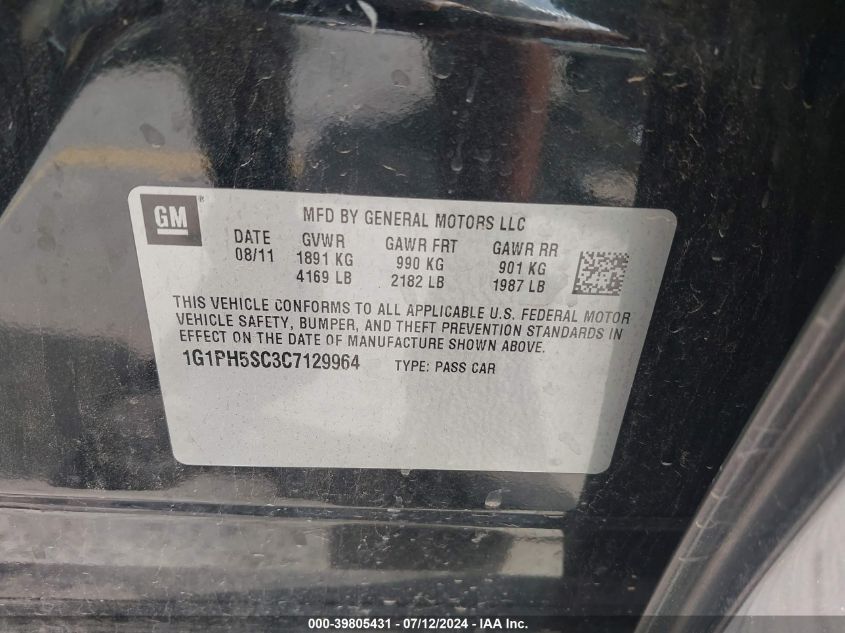 GM ®
MFD BY GENERAL MOTORS LLC
DATE GVWR GAWR FRT GAWR RR
08/11 1891 KG 990 KG 901 KG
4169 LB 2182 LB 1987 LB
THIS VEHICLE CONFORMS TO ALL APPLICABLE U.S. FEDERAL MOTOR
VEHICLE SAFETY, BUMPER, AND THEFT PREVENTION STANDARDS IN
EFFECT ON THE DATE OF MANUFACTURE SHOWN ABOVE.
1G1PH5SC3C7129964 TYPE: PASS CAR
000-39805431 - 07/12/2024 - IAA Inc.